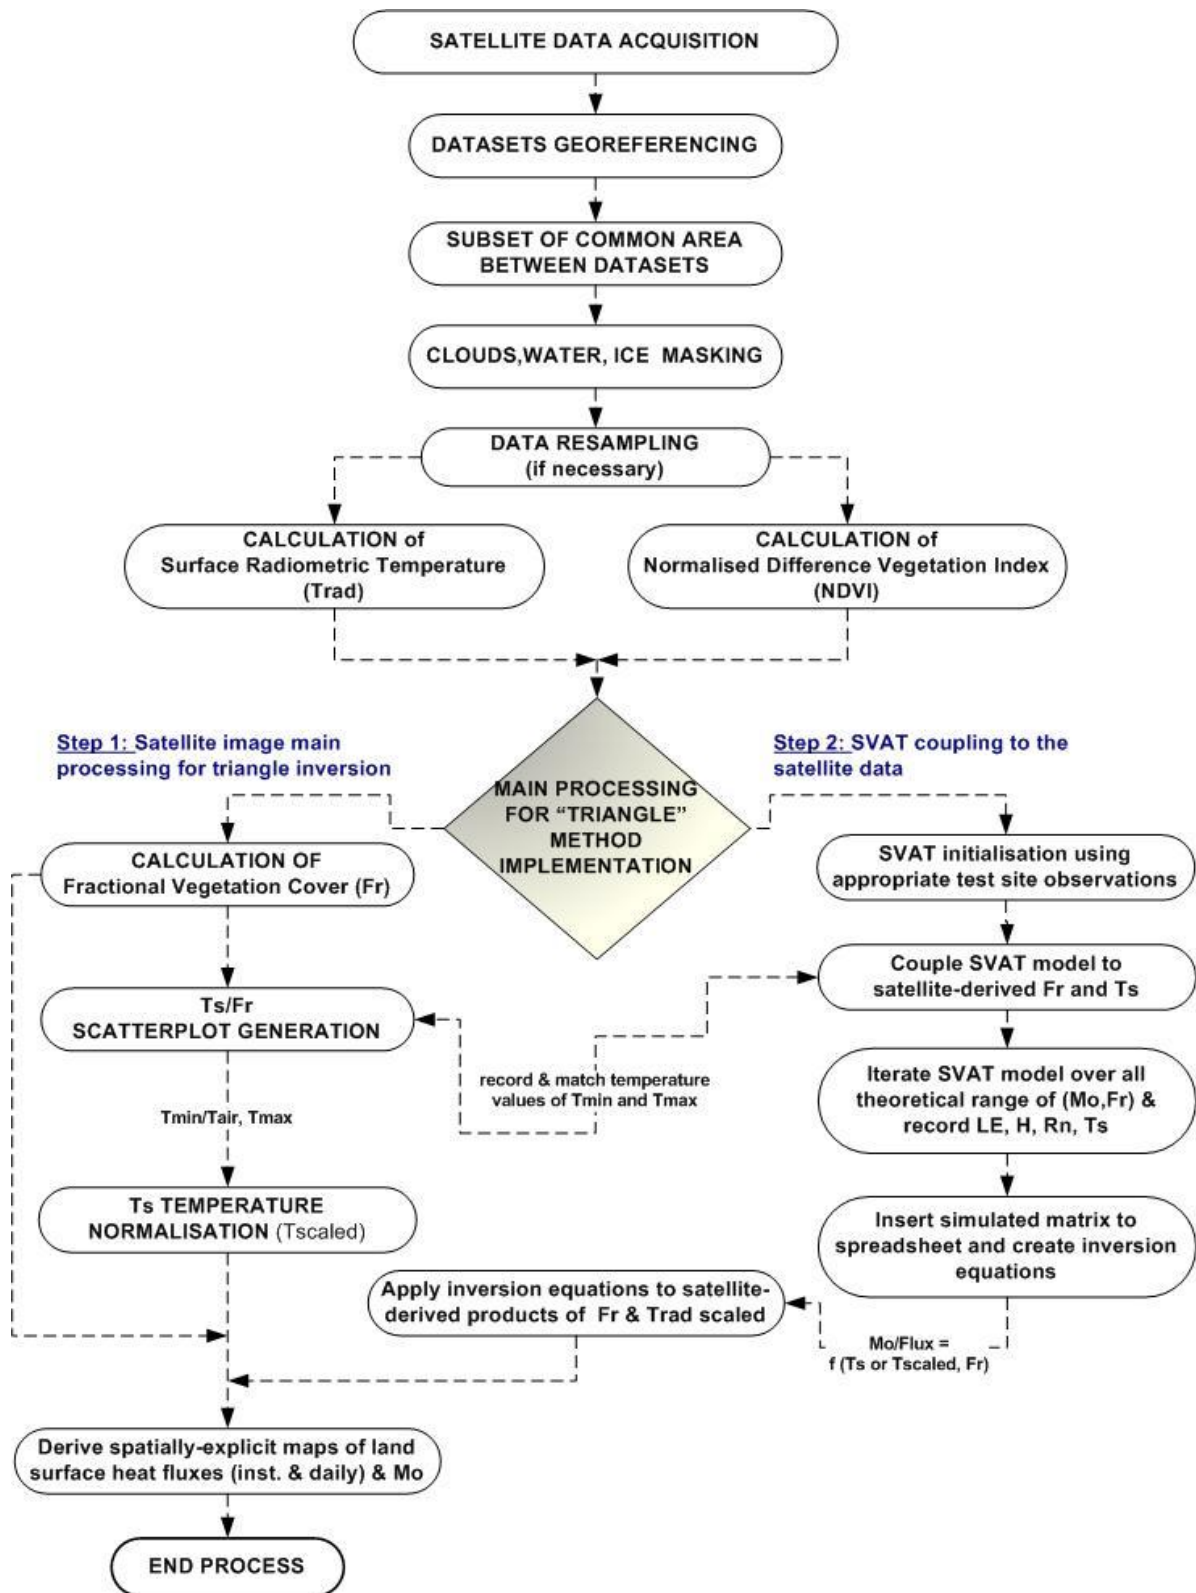 SATELLITE DATA ACQUISITION
DATASETS GEOREFERENCING
SUBSET OF COMMON AREA
BETWEEN DATASETS
CLOUDS,WATER, ICE MASKING
DATA RESAMPLING
(if necessary)
CALCULATION of
Surface Radiometric Temperature
(Trad)
CALCULATION of
Normalised Difference Vegetation Index
(NDVI)
Step 1: Satellite image main
processing for triangle inversion
Step 2: SVAT coupling to the
satellite data
MAIN PROCESSING
FOR “TRIANGLE”
METHOD
IMPLEMENTATION
CALCULATION OF
Fractional Vegetation Cover (Fr)
SVAT initialisation using
appropriate test site observations
Couple SVAT model to
satellite-derived Fr and Ts
Ts/Fr
SCATTERPLOT GENERATION
record & match temperature
values of Tmin and Tmax
Iterate SVAT model over all
theoretical range of (Mo,Fr) &
record LE, H, Rn, Ts
Tmin/Tair, Tmax
Ts TEMPERATURE
NORMALISATION (Tscaled)
Insert simulated matrix to
spreadsheet and create inversion
equations
Apply inversion equations to satellite-
derived products of Fr & Trad scaled
Mo/Flux =
f (Ts or Tscaled, Fr)
Derive spatially-explicit maps of land
surface heat fluxes (inst. & daily) & Mo
END PROCESS